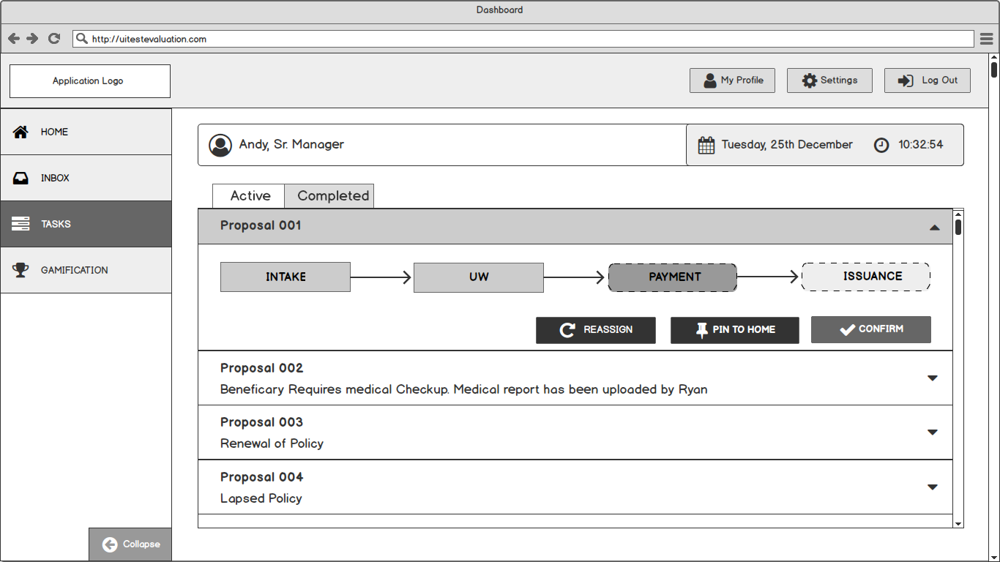 Dashboard
http://uitestevaluation.com
Application Logo
My Profile
Settings
Log Out
HOME
INBOX
TASKS
GAMIFICATION
Andy, Sr. Manager
Tuesday, 25th December
10:32:54
Active
Completed
Proposal 001
INTAKE
UW
PAYMENT
ISSUANCE
REASSIGN
PIN TO HOME
CONFIRM
Proposal 002
Beneficary Requires medical Checkup. Medical report has been uploaded by Ryan
Proposal 003
Renewal of Policy
Proposal 004
Lapsed Policy
Collapse